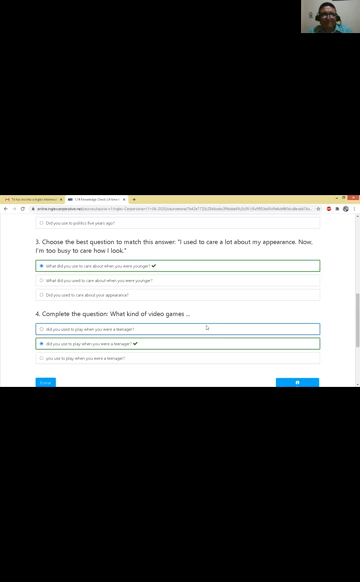 Did you use to politics five years ago?
3. Choose the best question to match this answer: "I used to care a lot about my appearance. Now,
I'm too busy to care how I look."
What did you use to care about when you were younger?
What did you used to care about when you were younger?
Did you used to care about your appearance?
4. Complete the question: What kind of video games ...
did you used to play when you were a teenager?
did you use to play when you were a teenager?
you use to play when you were a teenager?